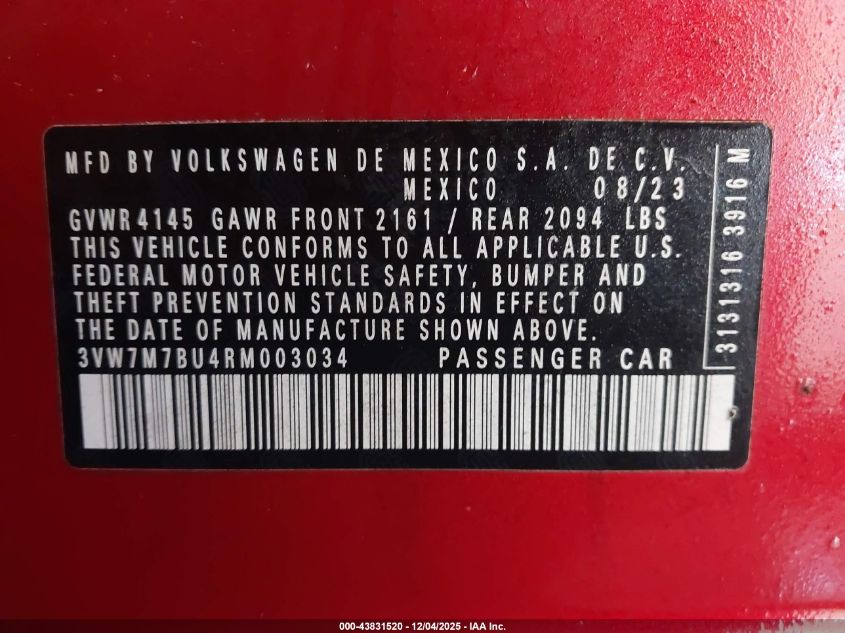 MFD BY VOLKSWAGEN DE MEXICO S.A. DE C.V.
MEXICO 08/23
GVWR 4145 GAWR FRONT 2161 / REAR 2094 LBS
THIS VEHICLE CONFORMS TO ALL APPLICABLE U.S.
FEDERAL MOTOR VEHICLE SAFETY, BUMPER AND
THEFT PREVENTION STANDARDS IN EFFECT ON
THE DATE OF MANUFACTURE SHOWN ABOVE.
3VW7M7BU4RM003034 PASSENGER CAR
3131316 3916 M
000-43831520 - 12/04/2025 - IAA Inc.